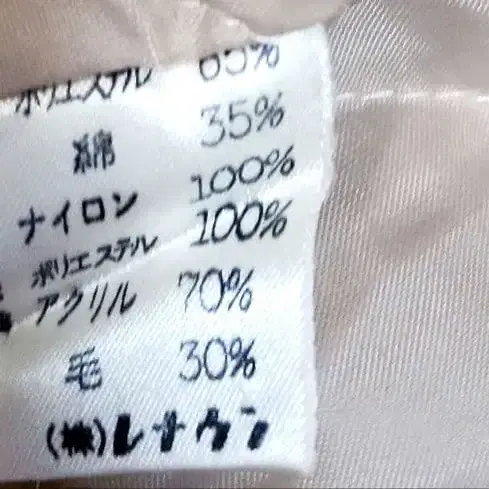 ポリエステル 65%
綿 35%
ナイロン 100%
ポリエステル 100%
アクリル 70%
毛 30%
(株)レナウン